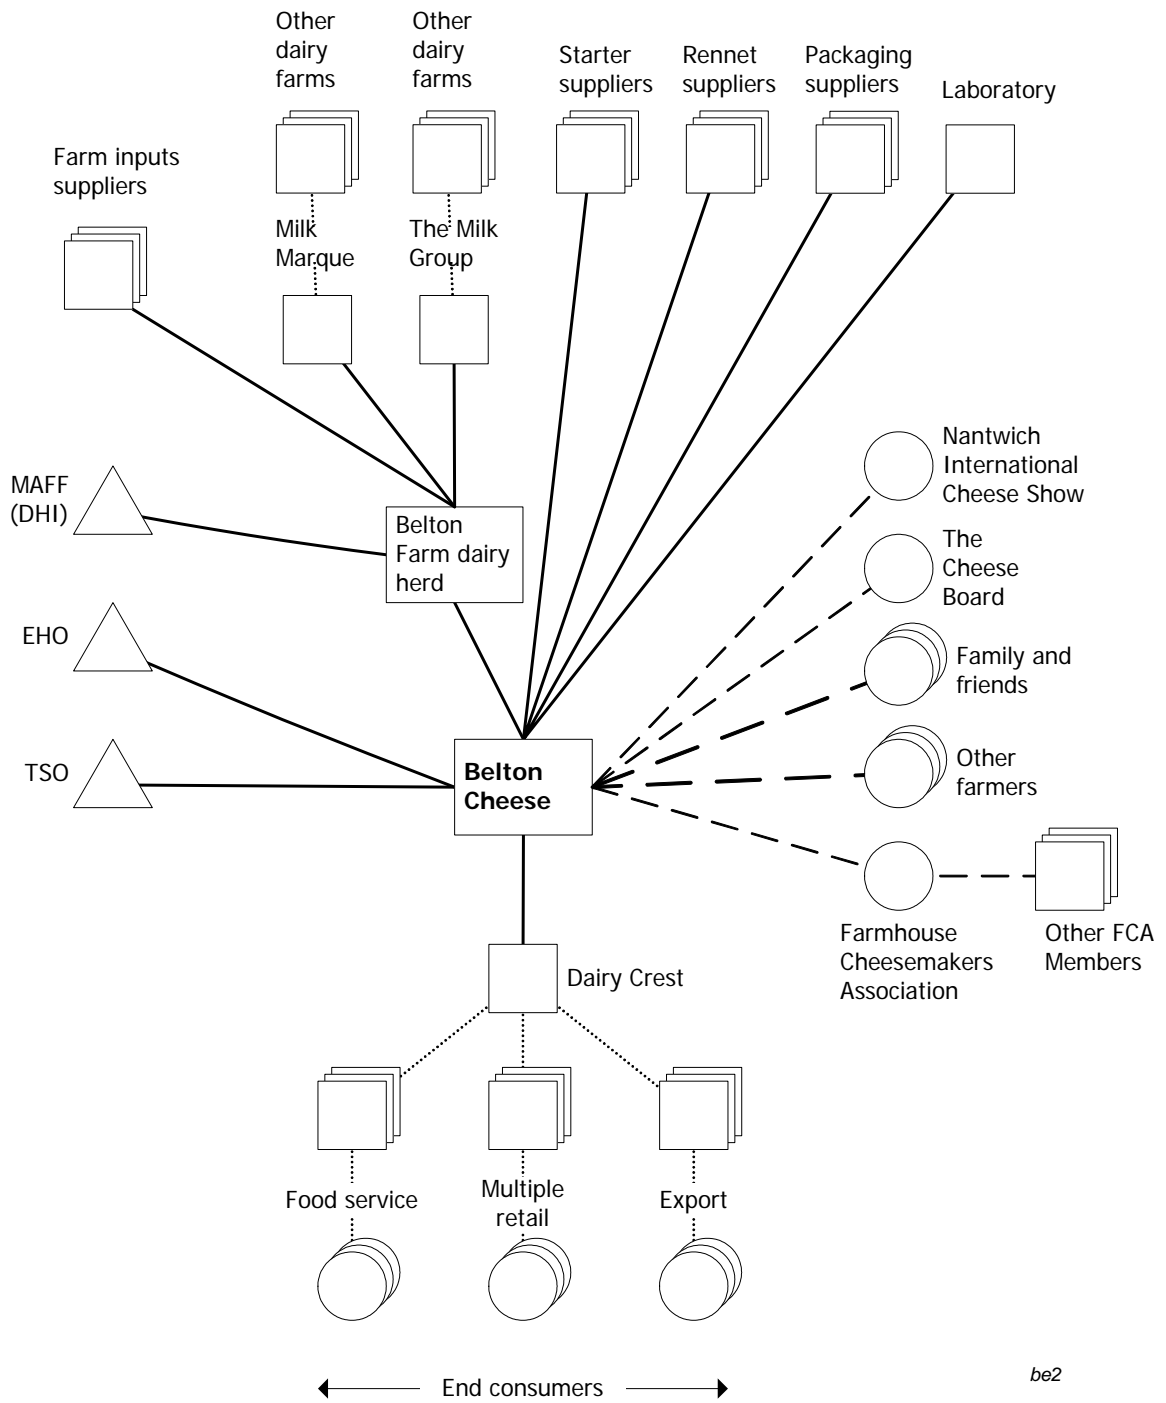 Other
dairy
farms
Other
dairy
farms
Starter
suppliers
Rennet
suppliers
Packaging
suppliers
Laboratory
Farm inputs
suppliers
Milk
Marque
The Milk
Group
MAFF
(DHI)
Belton
Farm dairy
herd
Nantwich
International
Cheese Show
The
Cheese
Board
EHO
Family and
friends
TSO
Belton
Cheese
Other
farmers
Farmhouse
Cheesemakers
Association
Other FCA
Members
Dairy Crest
Food service
Multiple
retail
Export
End consumers
be2